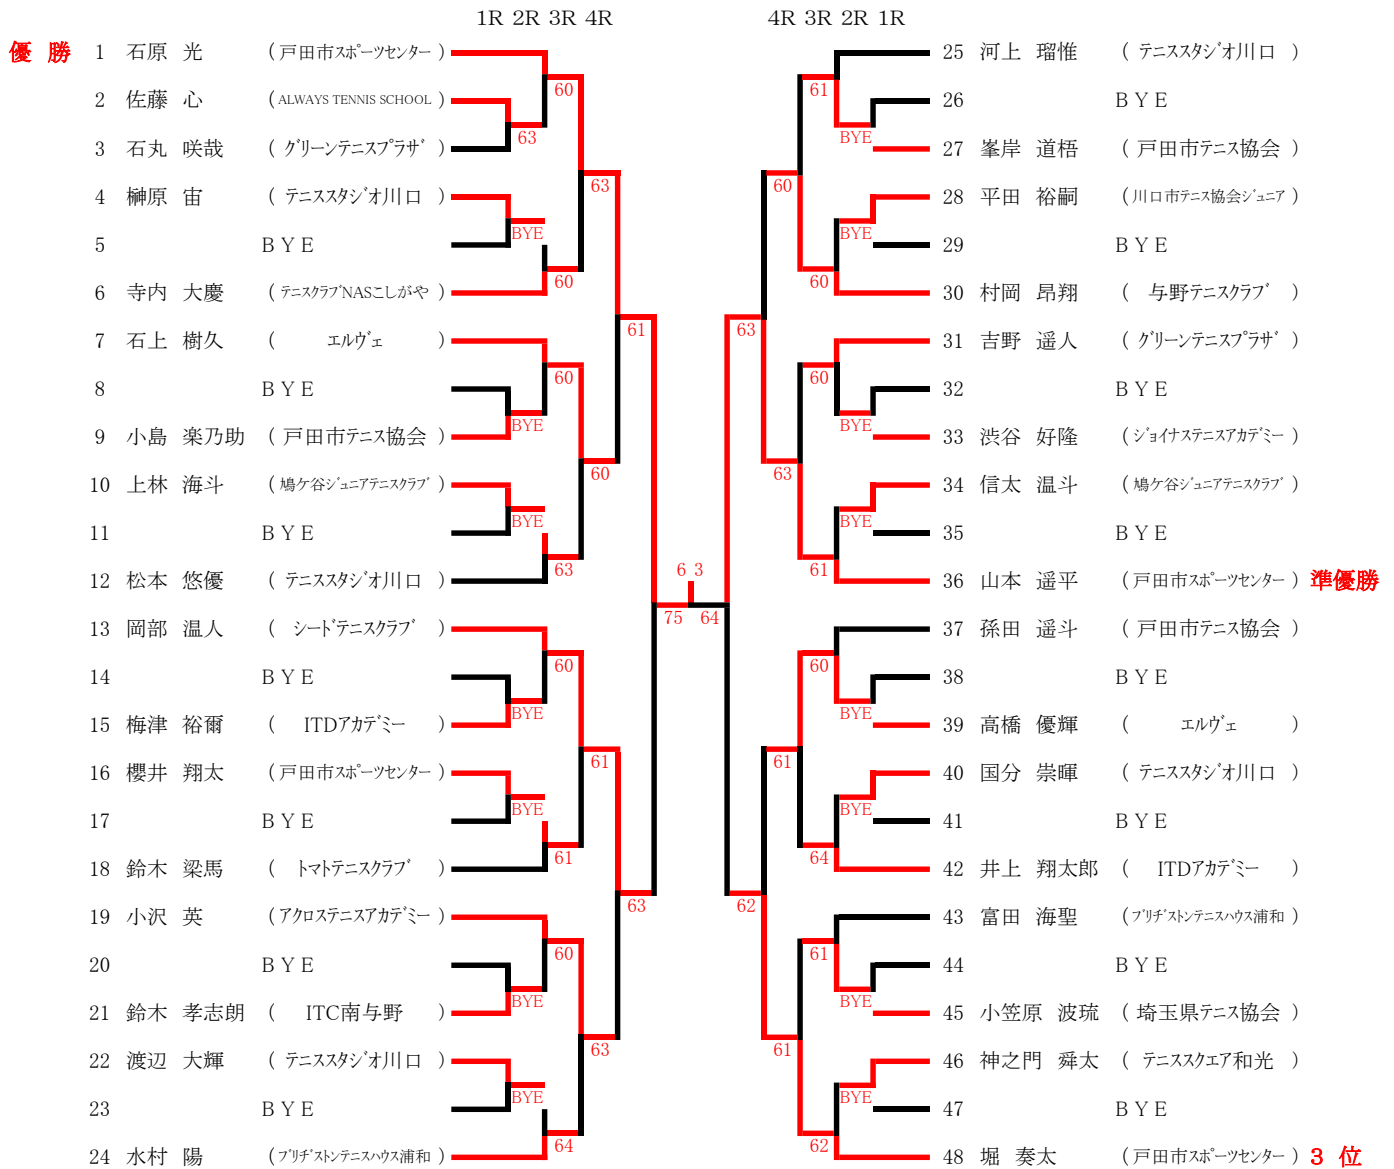 1R 2R 3R 4R 4R 3R 2R 1R
優 勝 1 石原 光 (戸田市スポーツセンター) 25 河上 瑠惟 (テニススタジオ川口)
60 61
2 佐藤 心 (ALWAYS TENNIS SCHOOL) 26 BYE
63 BYE
3 石丸 咲哉 (グリーンテニスプラザ) 27 峯岸 道梧 (戸田市テニス協会)
63 60
4 榊原 宙 (テニススタジオ川口) 28 平田 裕嗣 (川口市テニス協会ジュニア)
BYE BYE
5 BYE 29 BYE
60 60
6 寺内 大慶 (テニスクラブNASこしがや) 30 村岡 昂翔 (与野テニスクラブ)
61 63
7 石上 樹久 (エルヴェ) 31 吉野 遥人 (グリーンテニスプラザ)
60 60
8 BYE 32 BYE
BYE BYE
9 小島 楽乃助 (戸田市テニス協会) 33 渋谷 好隆 (ジョイナステニスアカデミー)
60 63
10 上林 海斗 (鳩ケ谷ジュニアテニスクラブ) 34 信太 温斗 (鳩ケ谷ジュニアテニスクラブ)
BYE BYE
11 BYE 35 BYE
63 6 3 61
12 松本 悠優 (テニススタジオ川口) 36 山本 遥平 (戸田市スポーツセンター) 準優勝
75 64
13 岡部 温人 (シードテニスクラブ) 37 孫田 遥斗 (戸田市テニス協会)
60 60
14 BYE 38 BYE
BYE BYE
15 梅津 裕爾 (ITDアカデミー) 39 高橋 優輝 (エルヴェ)
61 61
16 櫻井 翔太 (戸田市スポーツセンター) 40 国分 崇暉 (テニススタジオ川口)
BYE BYE
17 BYE 41 BYE
61 64
18 鈴木 梁馬 (トマトテニスクラブ) 42 井上 翔太郎 (ITDアカデミー)
63 62
19 小沢 英 (アクロステニスアカデミー) 43 富田 海聖 (ブリヂストンテニスハウス浦和)
60 61
20 BYE 44 BYE
BYE BYE
21 鈴木 孝志朗 (ITC南与野) 45 小笠原 波琉 (埼玉県テニス協会)
63 61
22 渡辺 大輝 (テニススタジオ川口) 46 神之門 舜太 (テニススクエア和光)
BYE BYE
23 BYE 47 BYE
64 62
24 水村 陽 (ブリヂストンテニスハウス浦和) 48 堀 奏太 (戸田市スポーツセンター) 3 位